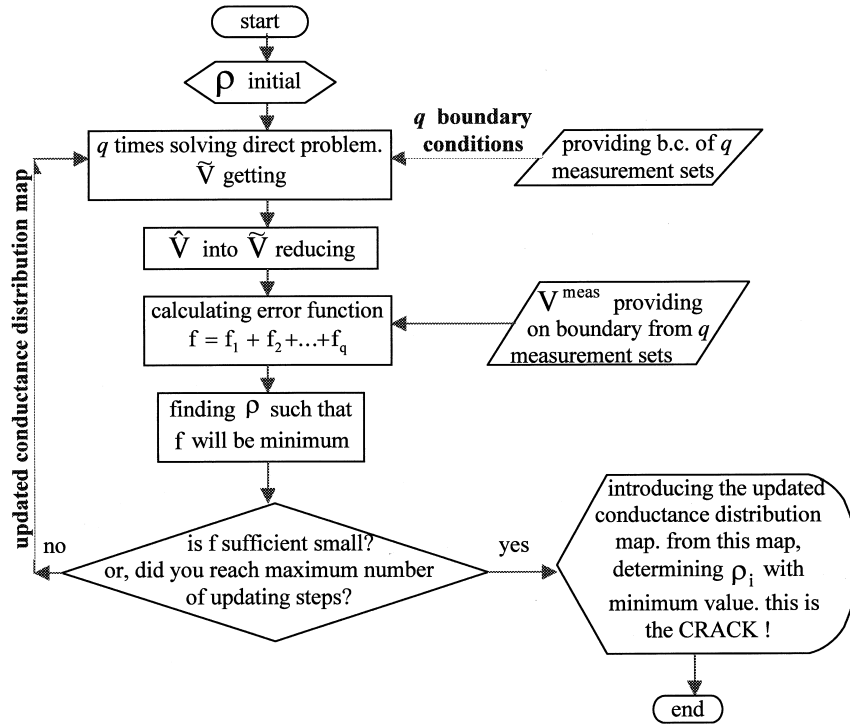 start
ρ initial
q boundary
conditions
q times solving direct problem.
Ṽ getting
providing b.c. of q
measurement sets
V̂ into Ṽ reducing
calculating error function
f = f₁ + f₂ +...+f_q
V^meas providing
on boundary from q
measurement sets
finding ρ such that
f will be minimum
updated conductance distribution map
no
is f sufficient small?
or, did you reach maximum number
of updating steps?
yes
introducing the updated
conductance distribution
map. from this map,
determining ρᵢ with
minimum value. this is
the CRACK !
end